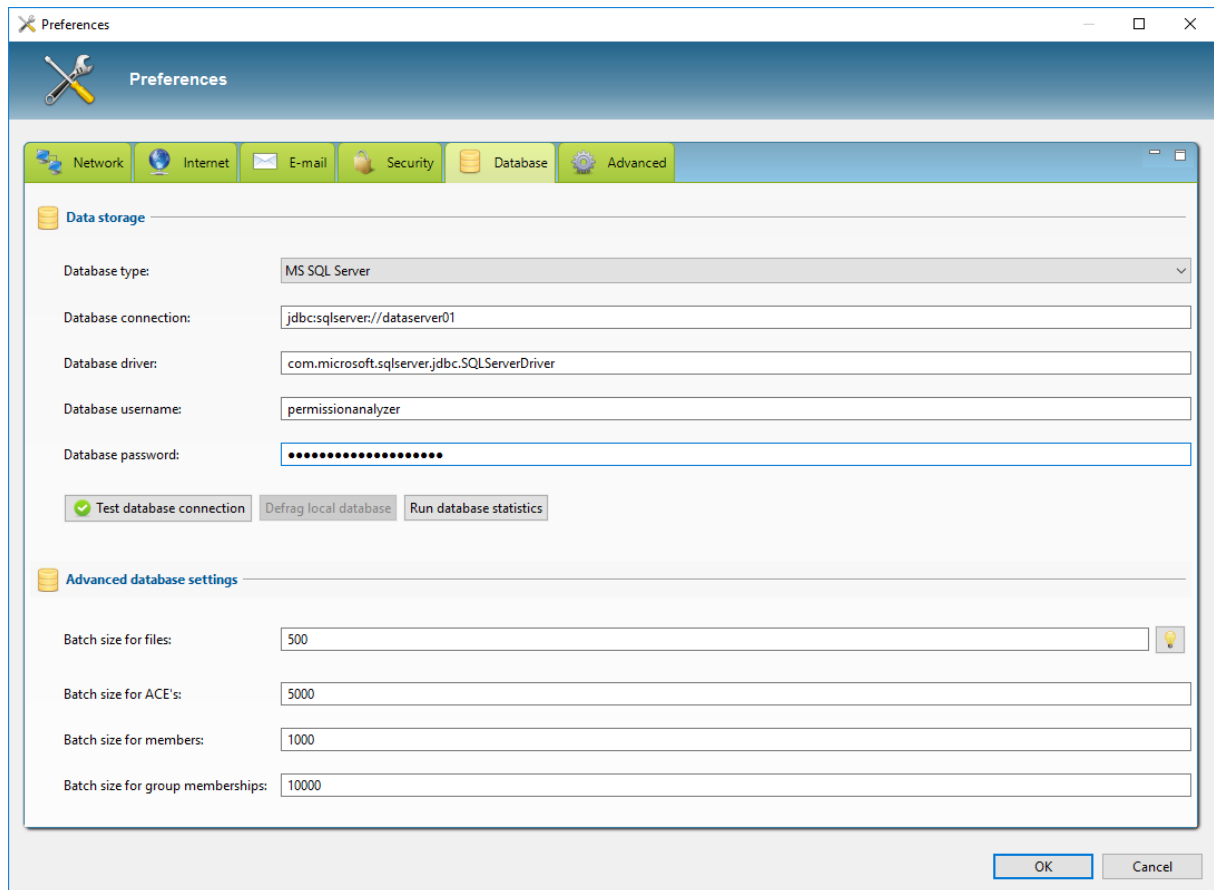 Preferences
Preferences
Network Internet E-mail Security Database Advanced
Data storage
Database type: MS SQL Server
Database connection: jdbc:sqlserver://dataserver01
Database driver: com.microsoft.sqlserver.jdbc.SQLServerDriver
Database username: permissionanalyzer
Database password: ●●●●●●●●●●●●●●●●●●●●
Test database connection Defrag local database Run database statistics
Advanced database settings
Batch size for files: 500
Batch size for ACE's: 5000
Batch size for members: 1000
Batch size for group memberships: 10000
OK Cancel